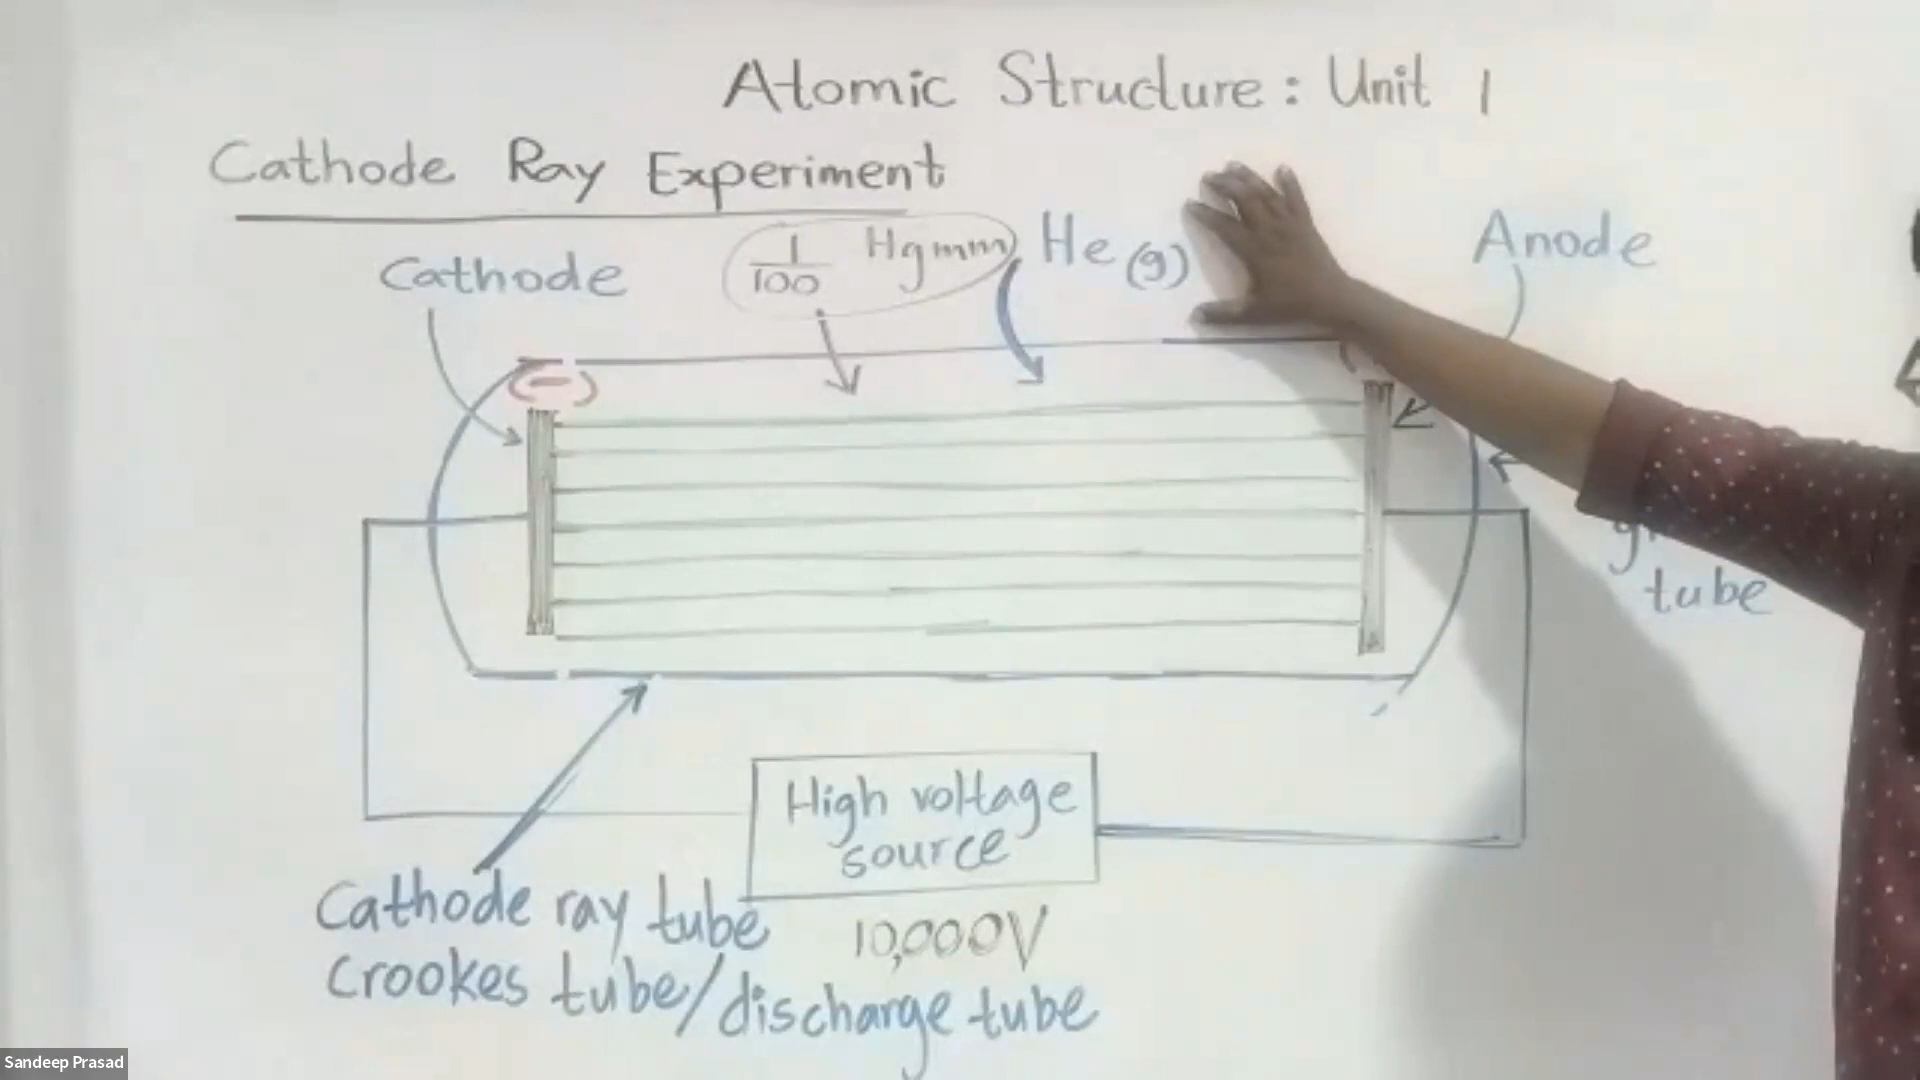 Atomic Structure: Unit 1
Cathode Ray Experiment
Cathode
1/100 Hgmm
He (g)
Anode
(-)
tube
High voltage
source
10,000V
Cathode ray tube
Crookes tube/discharge tube
Sandeep Prasad